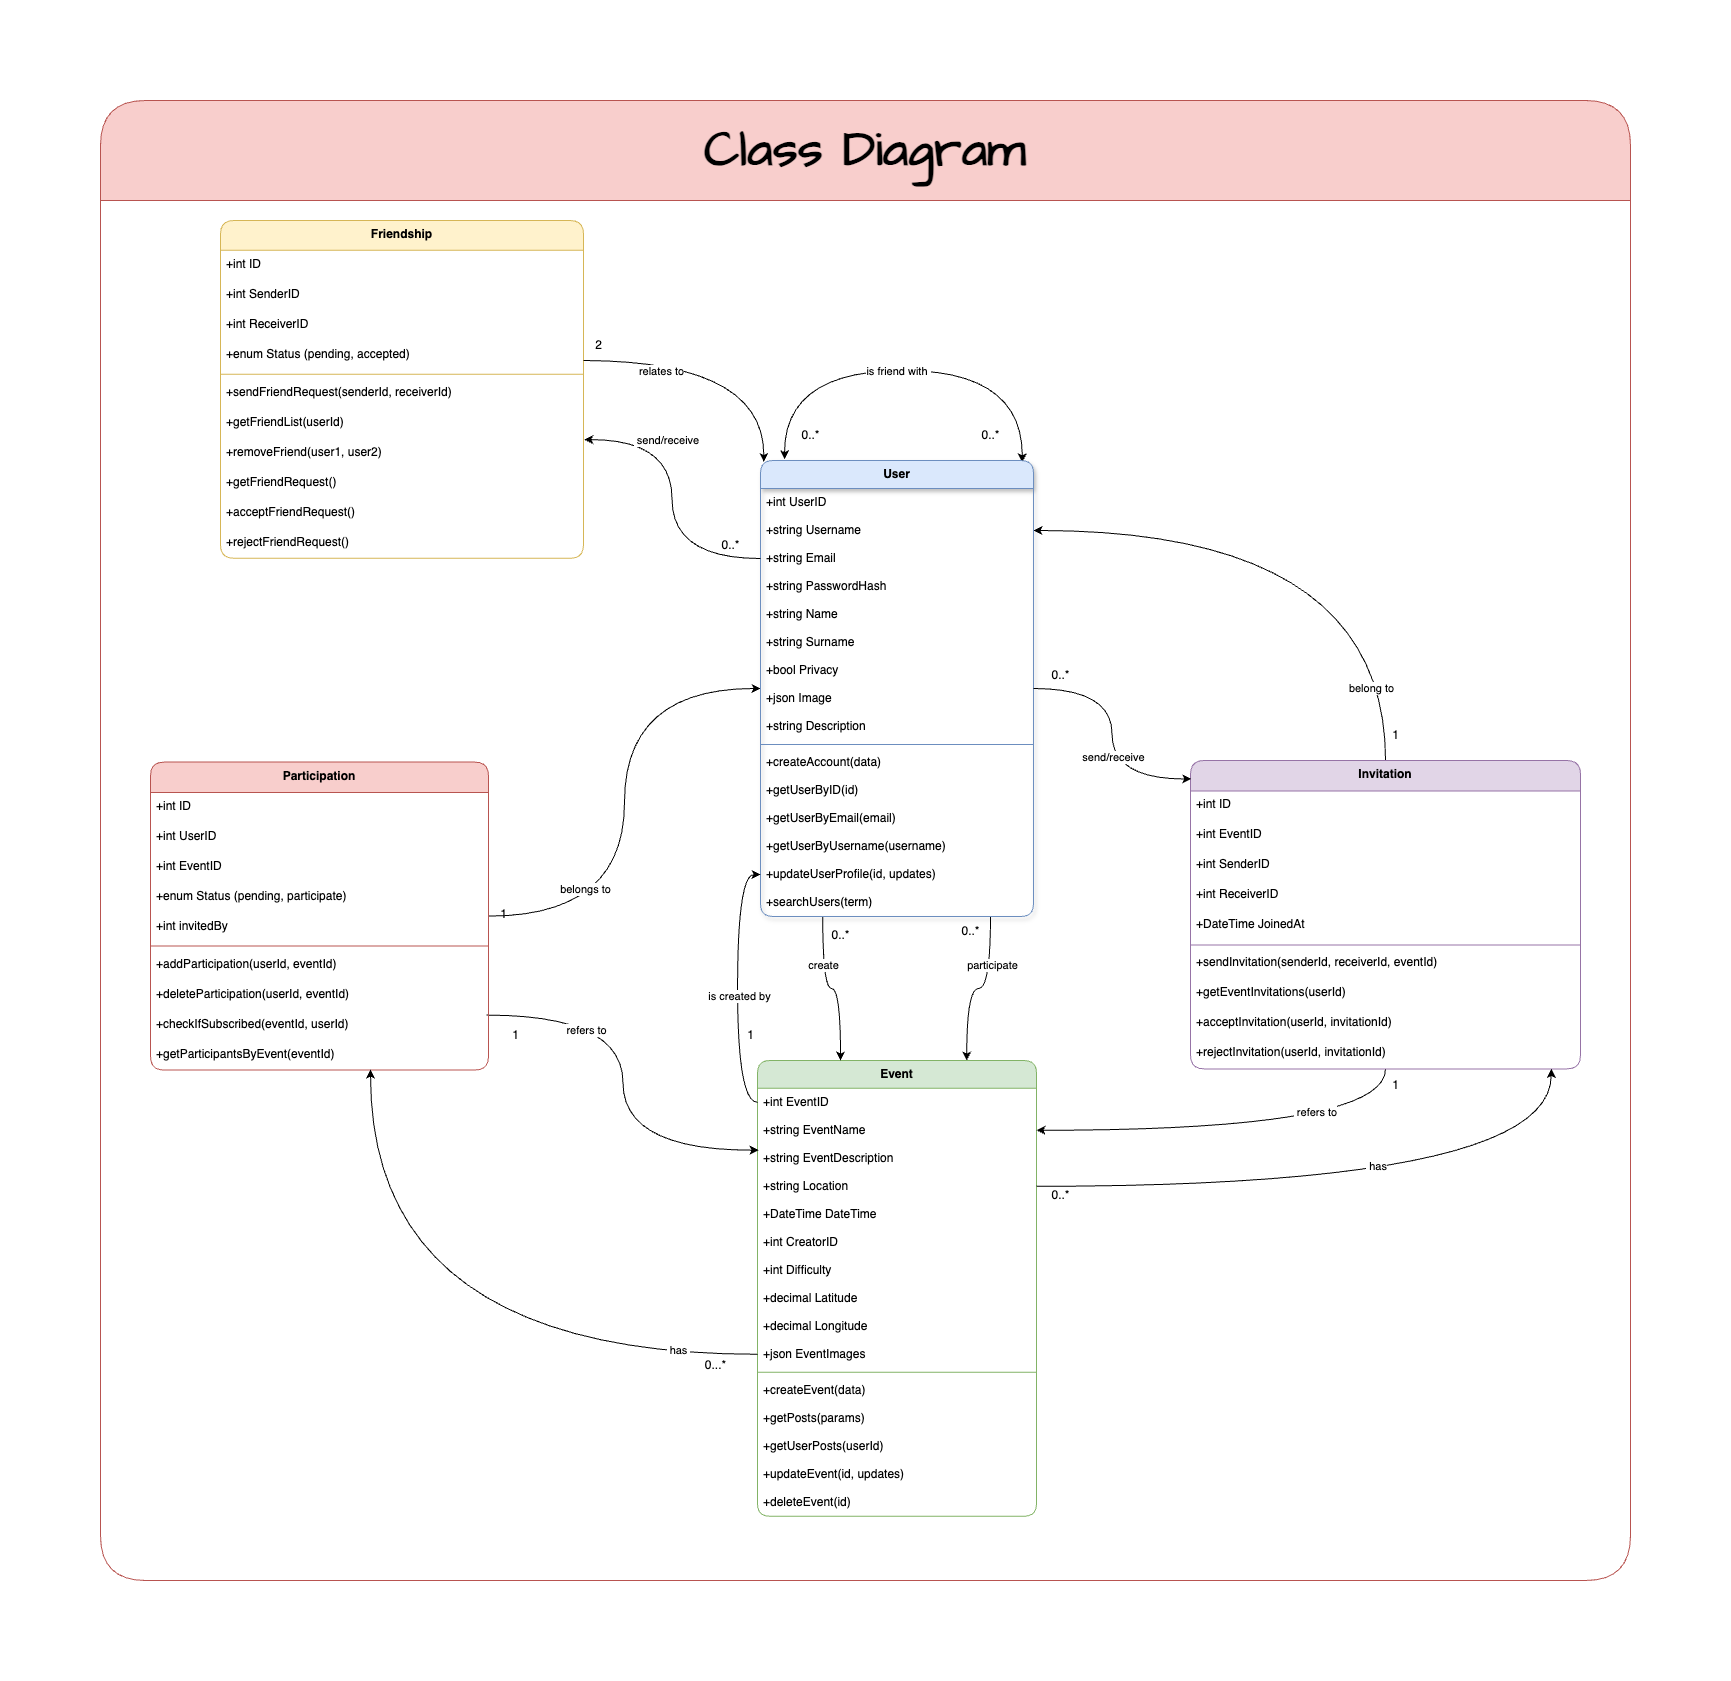 Class Diagram
Friendship
+int ID
+int SenderID
+int ReceiverID
+enum Status (pending, accepted)
+sendFriendRequest(senderId, receiverId)
+getFriendList(userId)
+removeFriend(user1, user2)
+getFriendRequest()
+acceptFriendRequest()
+rejectFriendRequest()
2
relates to
is friend with
0..*
0..*
send/receive
0..*
User
+int UserID
+string Username
+string Email
+string PasswordHash
+string Name
+string Surname
+bool Privacy
+json Image
+string Description
+createAccount(data)
+getUserByID(id)
+getUserByEmail(email)
+getUserByUsername(username)
+updateUserProfile(id, updates)
+searchUsers(term)
0..*
send/receive
belong to
1
Participation
+int ID
+int UserID
+int EventID
+enum Status (pending, participate)
+int invitedBy
+addParticipation(userId, eventId)
+deleteParticipation(userId, eventId)
+checkIfSubscribed(eventId, userId)
+getParticipantsByEvent(eventId)
belongs to
1
1
refers to
Invitation
+int ID
+int EventID
+int SenderID
+int ReceiverID
+DateTime JoinedAt
+sendInvitation(senderId, receiverId, eventId)
+getEventInvitations(userId)
+acceptInvitation(userId, invitationId)
+rejectInvitation(userId, invitationId)
0..*
0..*
create
participate
is created by
1
1
refers to
has
0..*
Event
+int EventID
+string EventName
+string EventDescription
+string Location
+DateTime DateTime
+int CreatorID
+int Difficulty
+decimal Latitude
+decimal Longitude
+json EventImages
+createEvent(data)
+getPosts(params)
+getUserPosts(userId)
+updateEvent(id, updates)
+deleteEvent(id)
has
0...*